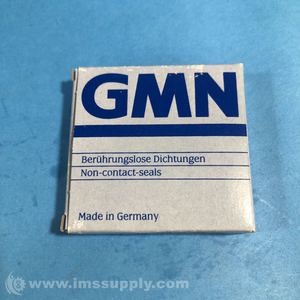 GMN
Berührungslose Dichtungen
Non-contact-seals
Made in Germany
© www.imssupply.com